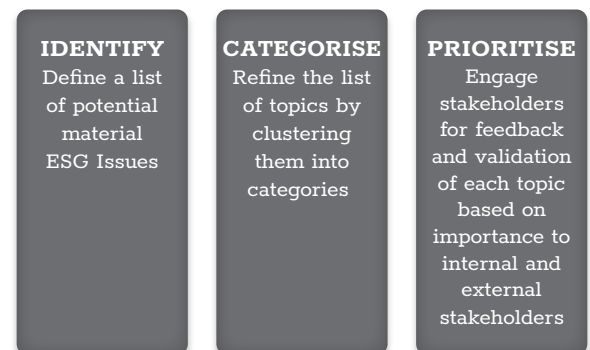 IDENTIFY
Define a list
of potential
material
ESG Issues
CATEGORISE
Refine the list
of topics by
clustering
them into
categories
PRIORITISE
Engage
stakeholders
for feedback
and validation
of each topic
based on
importance to
internal and
external
stakeholders